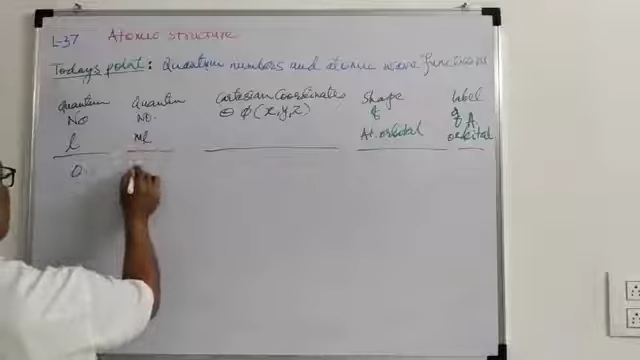 L-37 Atomic structure
Todays point: Quantum numbers and atomic wave functions
Quantum Quantum Cartesian Coordinates Shape Label
No NO. θ φ (x,y,z) of of A.
l ml At. orbital orbital
0